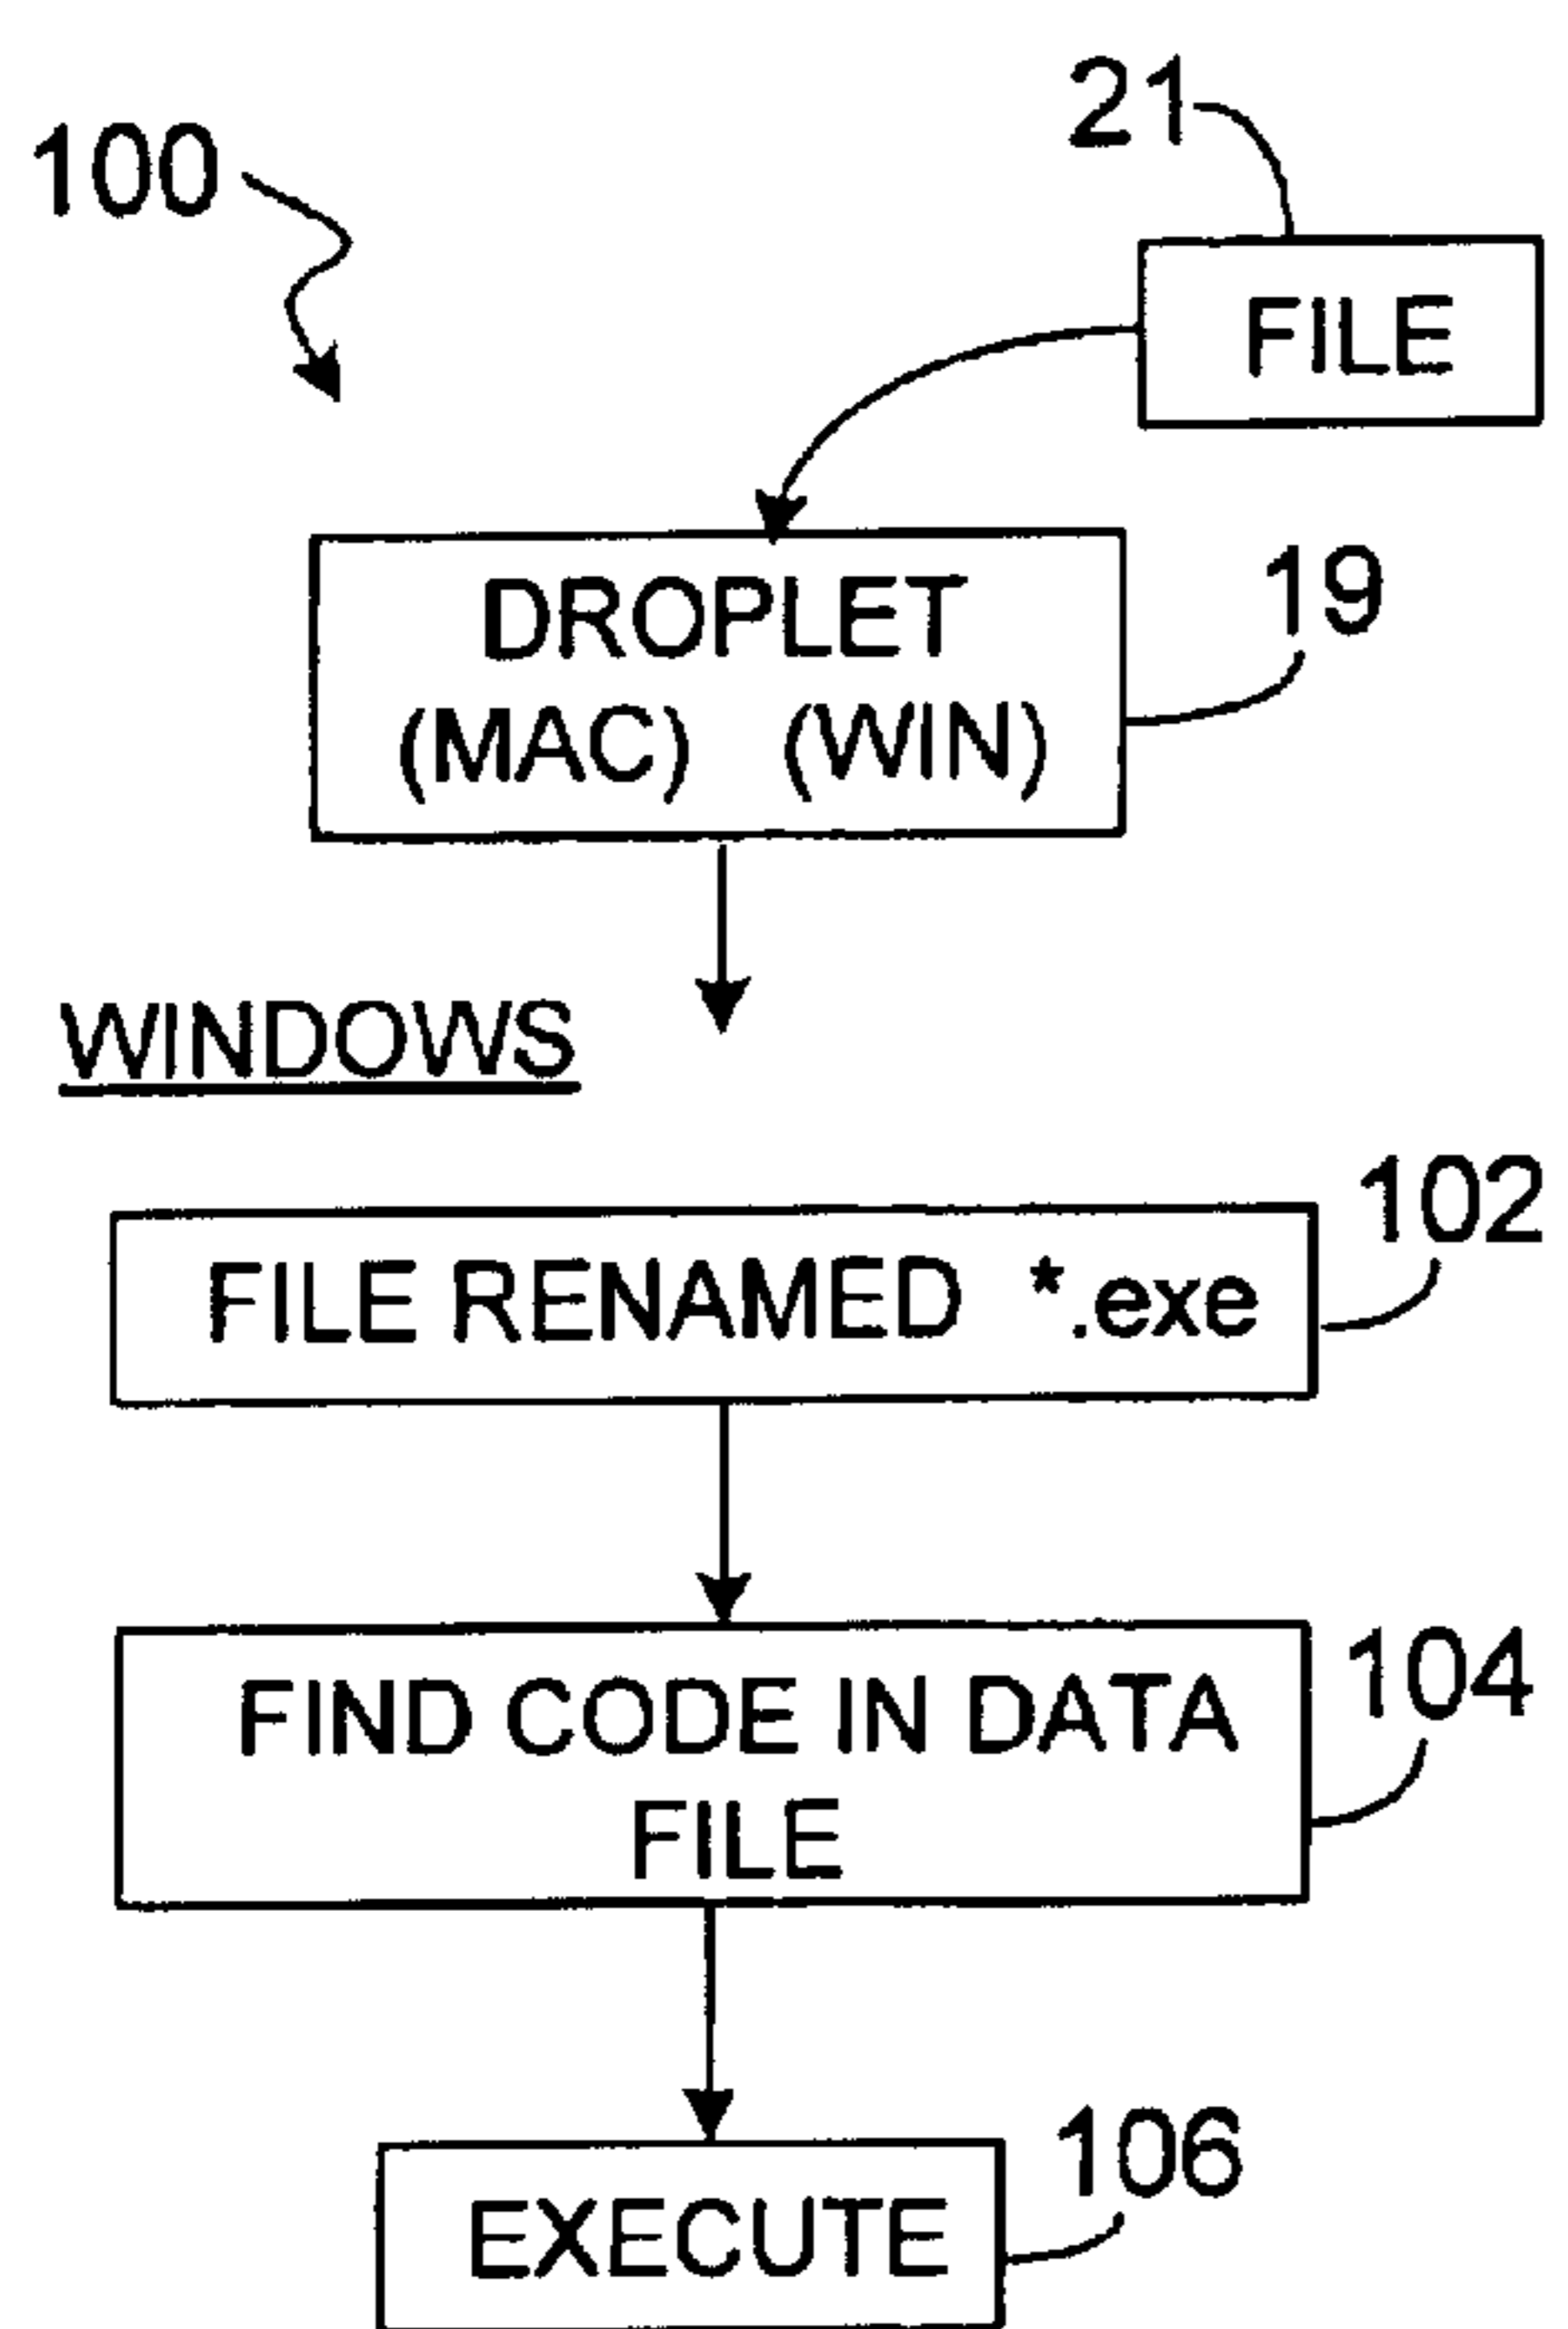 21
100
FILE
DROPLET
19
(MAC) (WIN)
WINDOWS
102
FILE RENAMED *.exe
104
FIND CODE IN DATA
FILE
106
EXECUTE